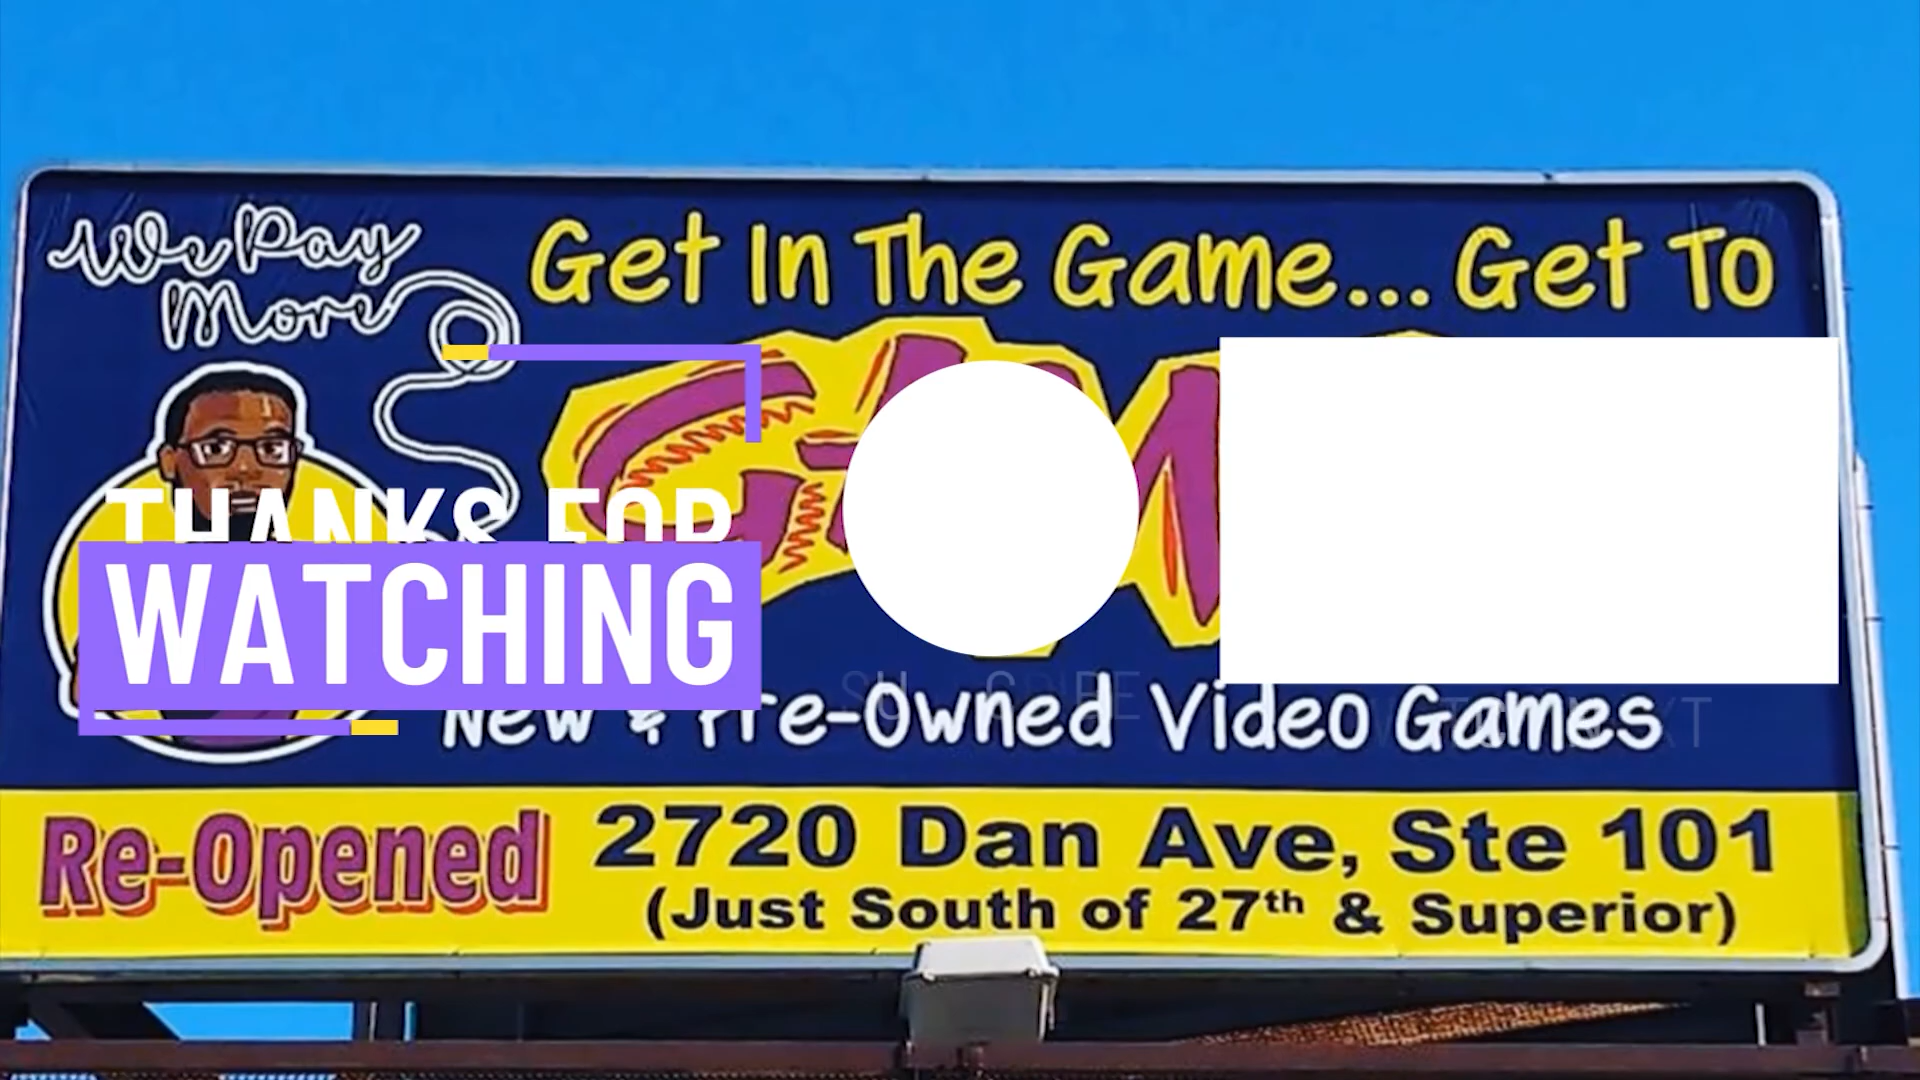 We Pay
More
Get In The Game... Get To
THANKS FOR
WATCHING
New & Pre-Owned Video Games
Re-Opened
2720 Dan Ave, Ste 101
(Just South of 27th & Superior)